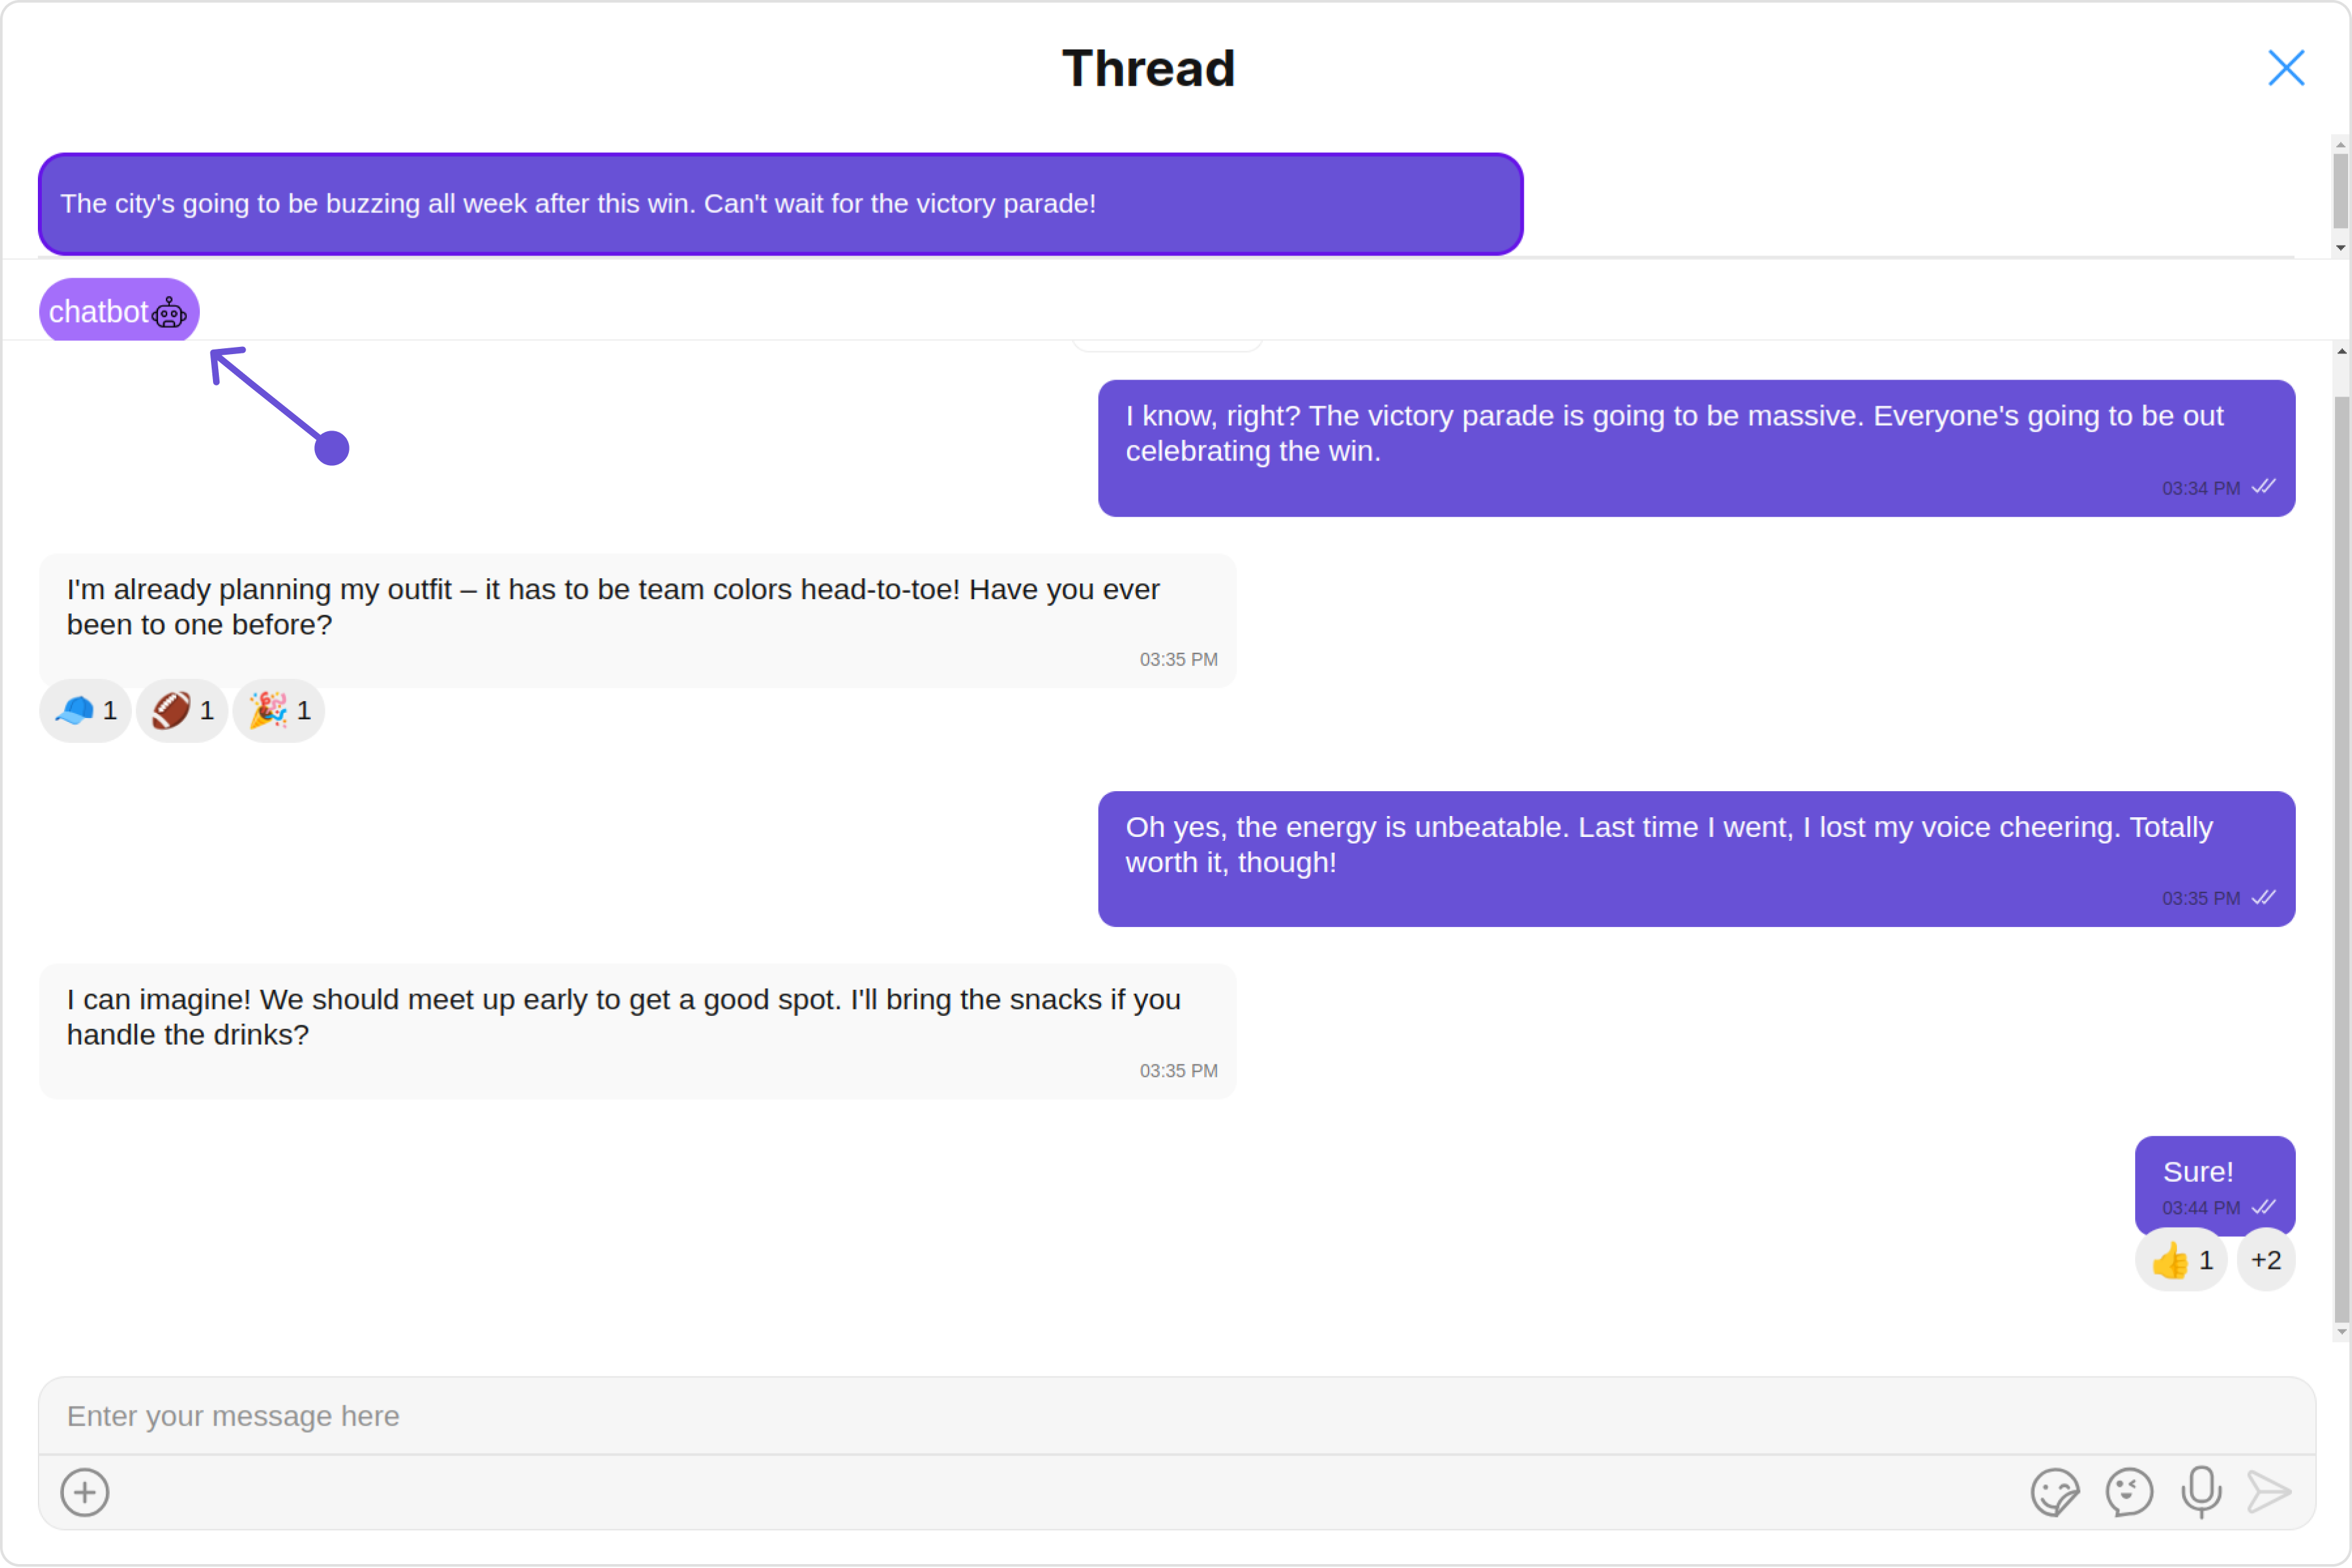 Thread
The city's going to be buzzing all week after this win. Can't wait for the victory parade!
chatbot
I know, right? The victory parade is going to be massive. Everyone's going to be out
celebrating the win.
03:34 PM
I'm already planning my outfit – it has to be team colors head-to-toe! Have you ever
been to one before?
03:35 PM
1 1 1
Oh yes, the energy is unbeatable. Last time I went, I lost my voice cheering. Totally
worth it, though!
03:35 PM
I can imagine! We should meet up early to get a good spot. I'll bring the snacks if you
handle the drinks?
03:35 PM
Sure!
03:44 PM
1 +2
Enter your message here